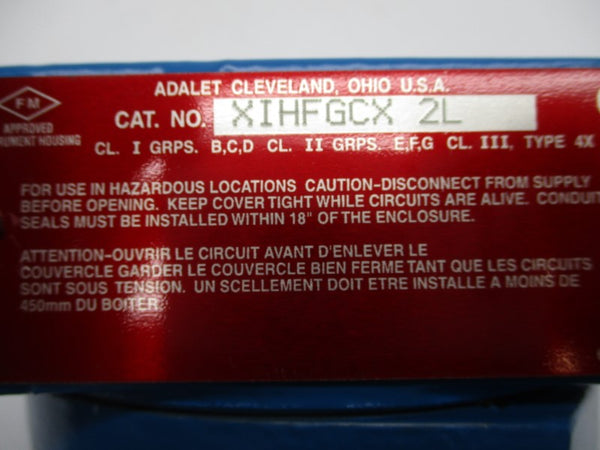 ADALET CLEVELAND, OHIO U.S.A.
FM
APPROVED
CAT. NO. XIHFGCX 2L
CL. I GRPS. B,C,D CL. II GRPS. E,F,G CL. III, TYPE 4X
FOR USE IN HAZARDOUS LOCATIONS CAUTION-DISCONNECT FROM SUPPLY
BEFORE OPENING. KEEP COVER TIGHT WHILE CIRCUITS ARE ALIVE. CONDUIT
SEALS MUST BE INSTALLED WITHIN 18" OF THE ENCLOSURE.
ATTENTION-OUVRIR LE CIRCUIT AVANT D'ENLEVER LE
COUVERCLE GARDER LE COUVERCLE BIEN FERME TANT QUE LES CIRCUITS
SONT SOUS TENSION. UN SCELLEMENT DOIT ETRE INSTALLE A MOINS DE
450mm DU BOITER.